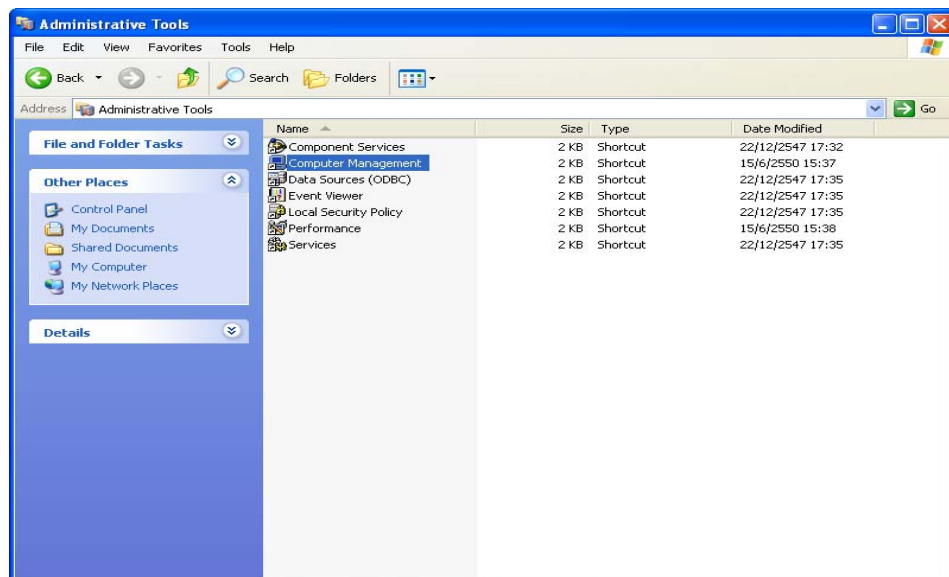 Administrative Tools
File Edit View Favorites Tools Help
Back Search Folders
Address Administrative Tools Go
File and Folder Tasks
Other Places
Control Panel
My Documents
Shared Documents
My Computer
My Network Places
Details
Name Size Type Date Modified
Component Services 2 KB Shortcut 22/12/2547 17:32
Computer Management 2 KB Shortcut 15/6/2550 15:37
Data Sources (ODBC) 2 KB Shortcut 22/12/2547 17:35
Event Viewer 2 KB Shortcut 22/12/2547 17:35
Local Security Policy 2 KB Shortcut 22/12/2547 17:35
Performance 2 KB Shortcut 15/6/2550 15:38
Services 2 KB Shortcut 22/12/2547 17:35